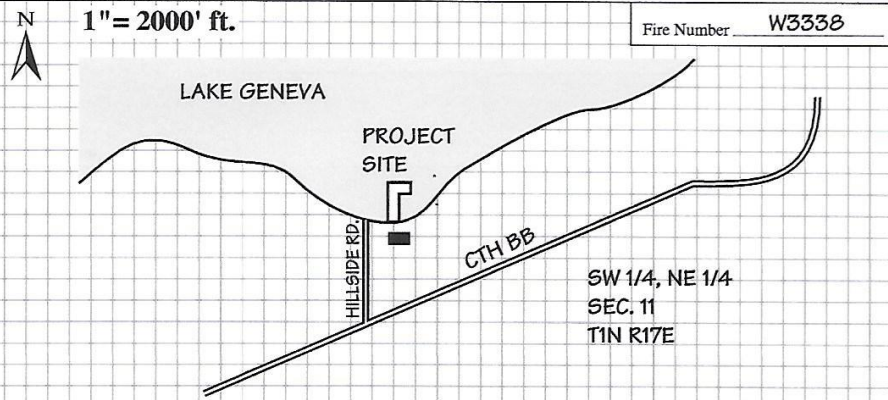 N
1"= 2000' ft.
Fire Number W3338
LAKE GENEVA
PROJECT
SITE
HILLSIDE RD.
CTH BB
SW 1/4, NE 1/4
SEC. 11
T1N R17E